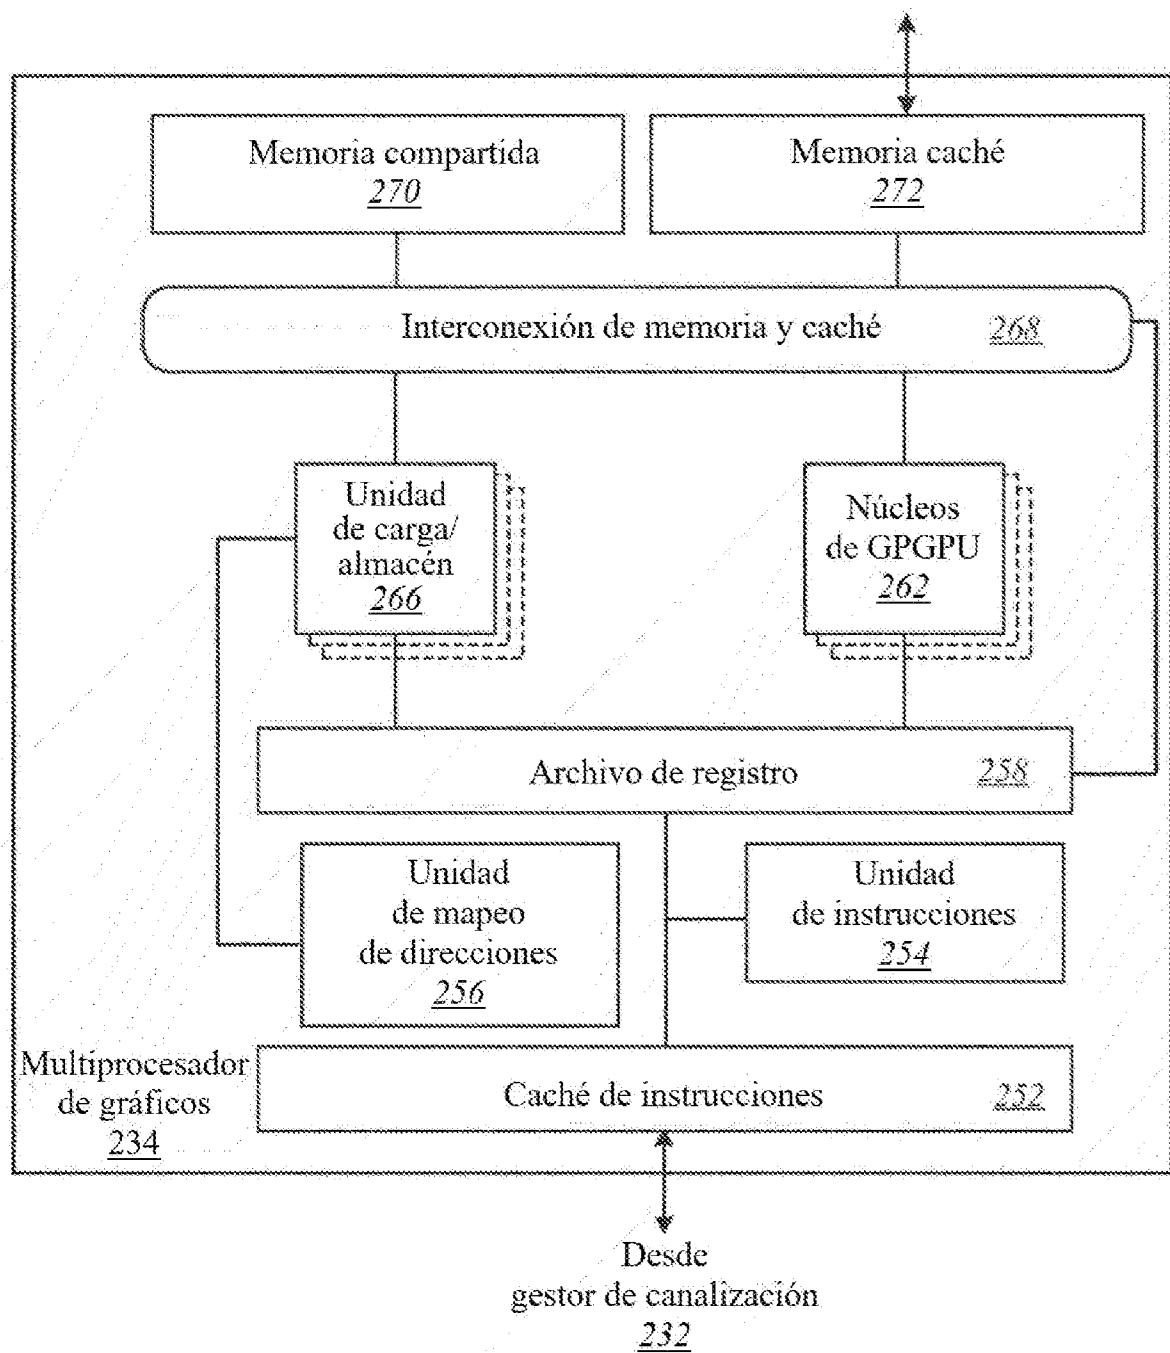 Memoria compartida
270
Memoria caché
272
Interconexión de memoria y caché 268
Unidad
de carga/
almacén
266
Núcleos
de GPGPU
262
Archivo de registro 258
Unidad
de mapeo
de direcciones
256
Unidad
de instrucciones
254
Multiprocesador
de gráficos
234
Caché de instrucciones 252
Desde
gestor de canalización
232